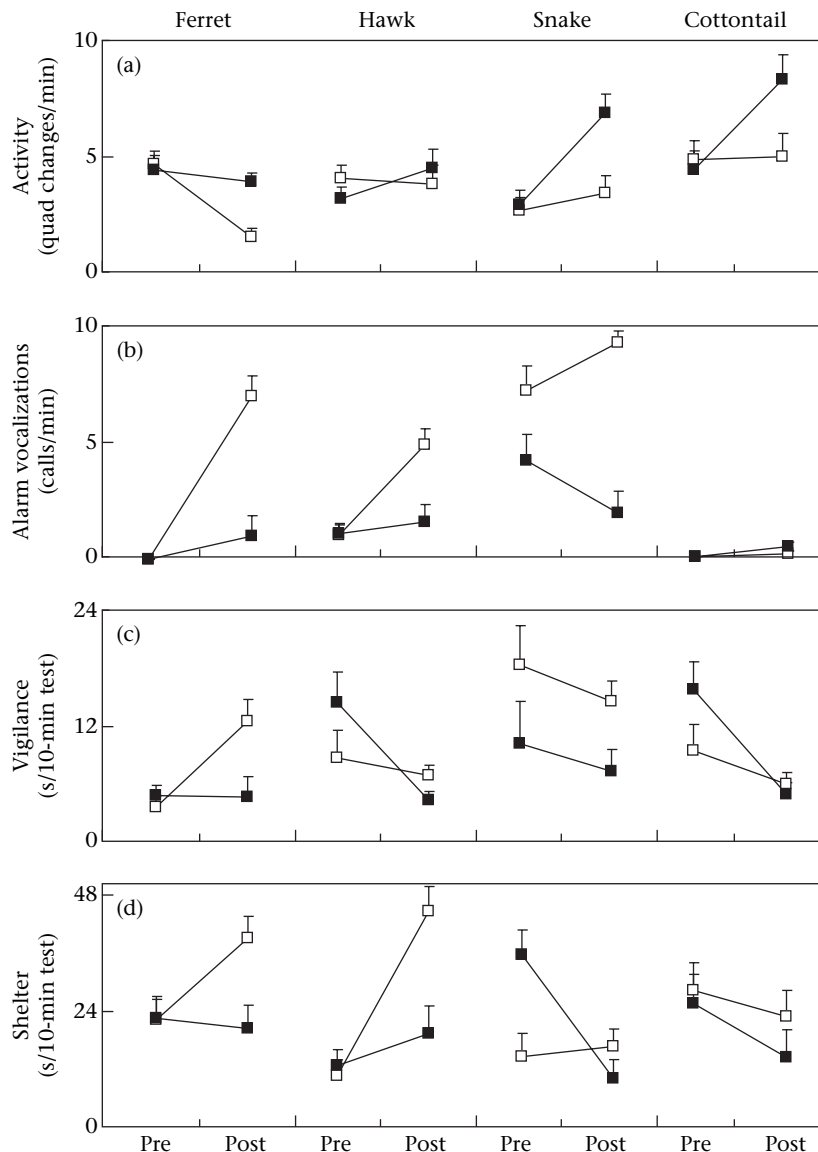 Ferret Hawk Snake Cottontail
(a)
Activity
(quad changes/min)
10
5
0
(b)
Alarm vocalizations
(calls/min)
10
5
0
(c)
Vigilance
(s/10-min test)
24
12
0
(d)
Shelter
(s/10-min test)
48
24
0
Pre Post Pre Post Pre Post Pre Post